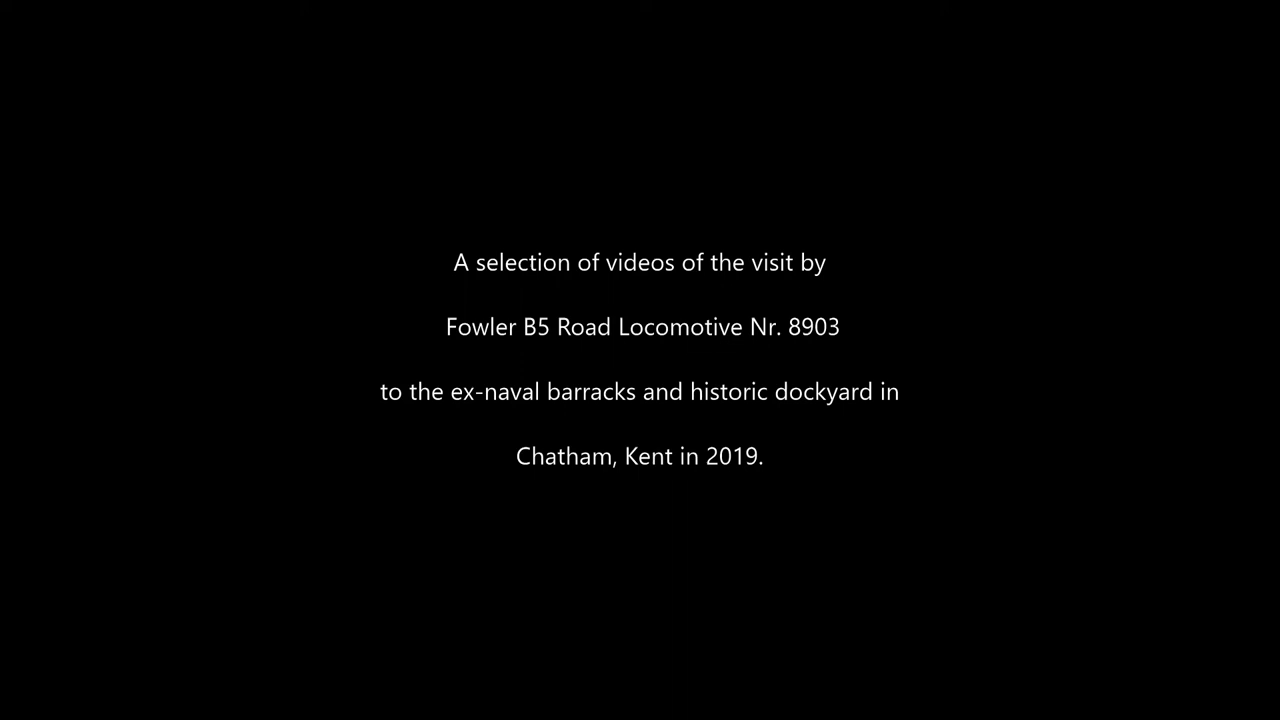 A selection of videos of the visit by
Fowler B5 Road Locomotive Nr. 8903
to the ex-naval barracks and historic dockyard in
Chatham, Kent in 2019.